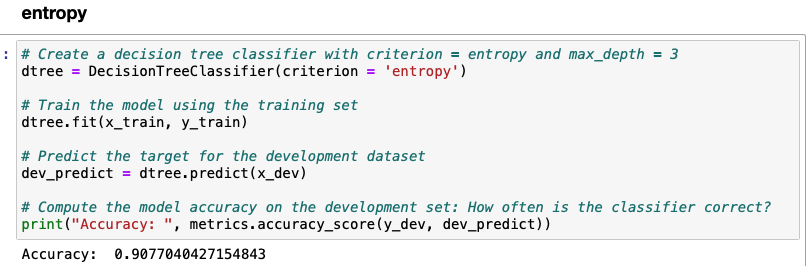 entropy
: # Create a decision tree classifier with criterion = entropy and max_depth = 3
dtree = DecisionTreeClassifier(criterion = 'entropy')
# Train the model using the training set
dtree.fit(x_train, y_train)
# Predict the target for the development dataset
dev_predict = dtree.predict(x_dev)
# Compute the model accuracy on the development set: How often is the classifier correct?
print("Accuracy: ", metrics.accuracy_score(y_dev, dev_predict))
Accuracy:  0.9077040427154843